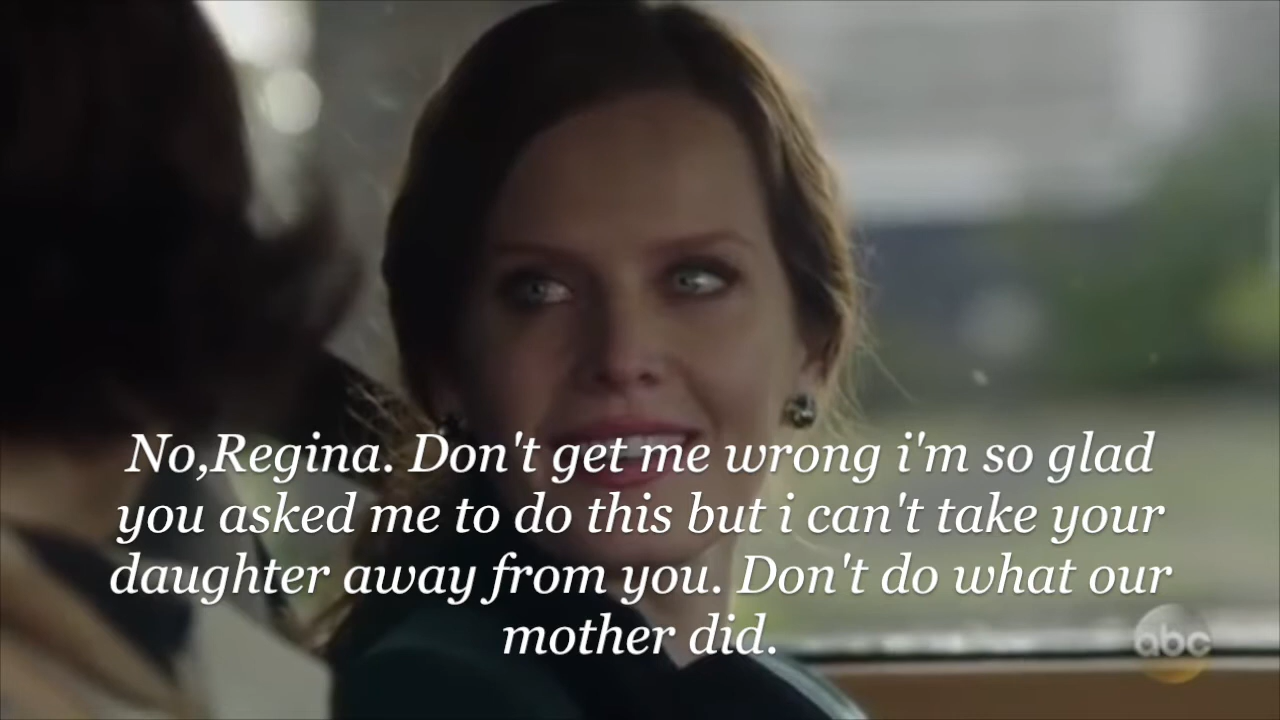 No,Regina. Don't get me wrong i'm so glad
you asked me to do this but i can't take your
daughter away from you. Don't do what our
mother did.
abc